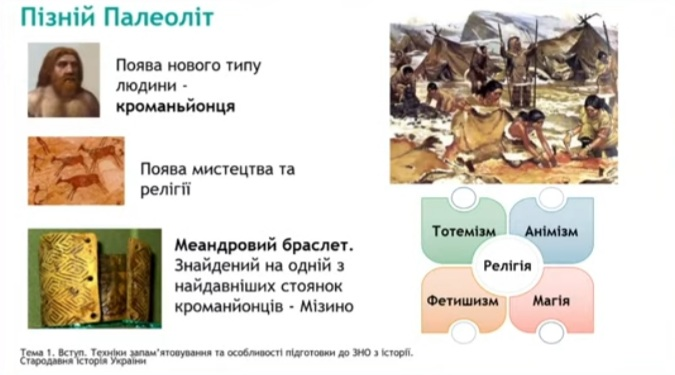 Пізній Палеоліт
Поява нового типу
людини -
кроманьйонця
Поява мистецтва та
релігії
Меандровий браслет.
Знайдений на одній з
найдавніших стоянок
кроманйонців - Мізино
Тотемізм
Анімізм
Релігія
Фетишизм
Магія
Тема 1. Вступ. Техніки запам’ятовування та особливості підготовки до ЗНО з історії.
Стародавня історія України